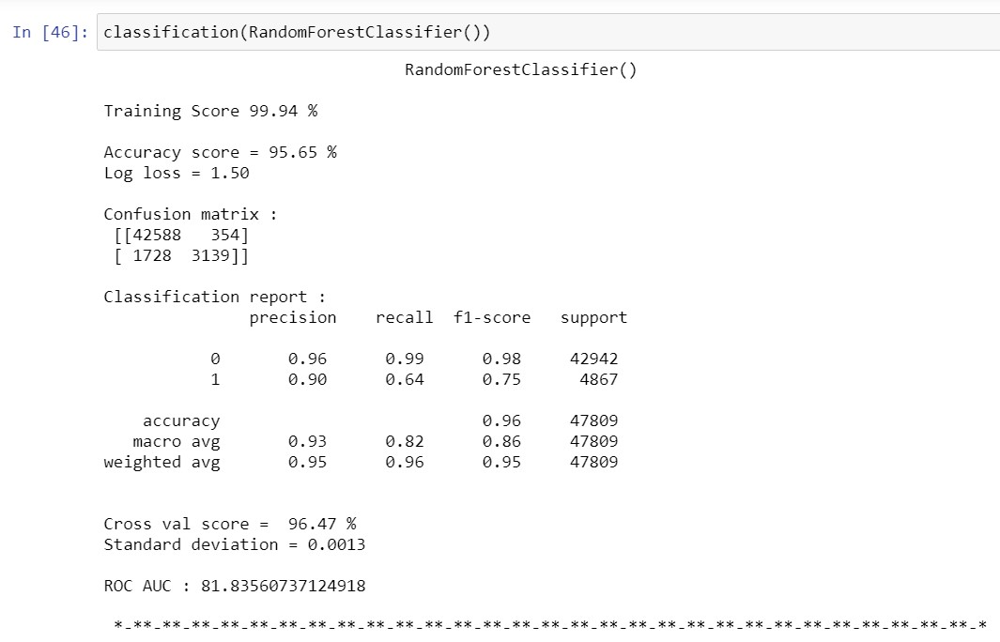 In [46]: classification(RandomForestClassifier())
RandomForestClassifier()
Training Score 99.94 %
Accuracy score = 95.65 %
Log loss = 1.50
Confusion matrix :
[[42588   354]
[ 1728  3139]]
Classification report :
precision    recall  f1-score   support
0       0.96      0.99      0.98     42942
1       0.90      0.64      0.75      4867
accuracy                           0.96     47809
macro avg       0.93      0.82      0.86     47809
weighted avg       0.95      0.96      0.95     47809
Cross val score =  96.47 %
Standard deviation = 0.0013
ROC AUC : 81.83560737124918
*-**-**-**-**-**-**-**-**-**-**-**-**-**-**-**-**-**-**-**-**-**-**-**-**-**-**-**-**-**-*